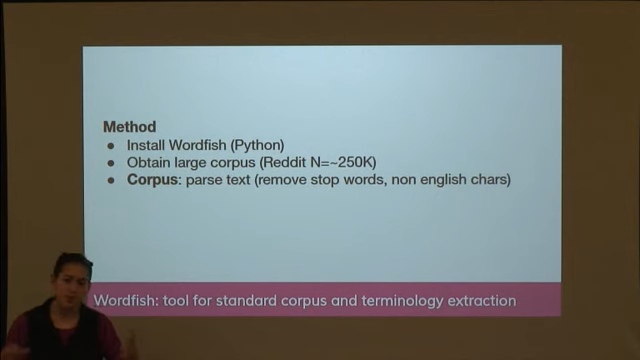 Method
● Install Wordfish (Python)
● Obtain large corpus (Reddit N=~250K)
● Corpus: parse text (remove stop words, non english chars)
Wordfish: tool for standard corpus and terminology extraction